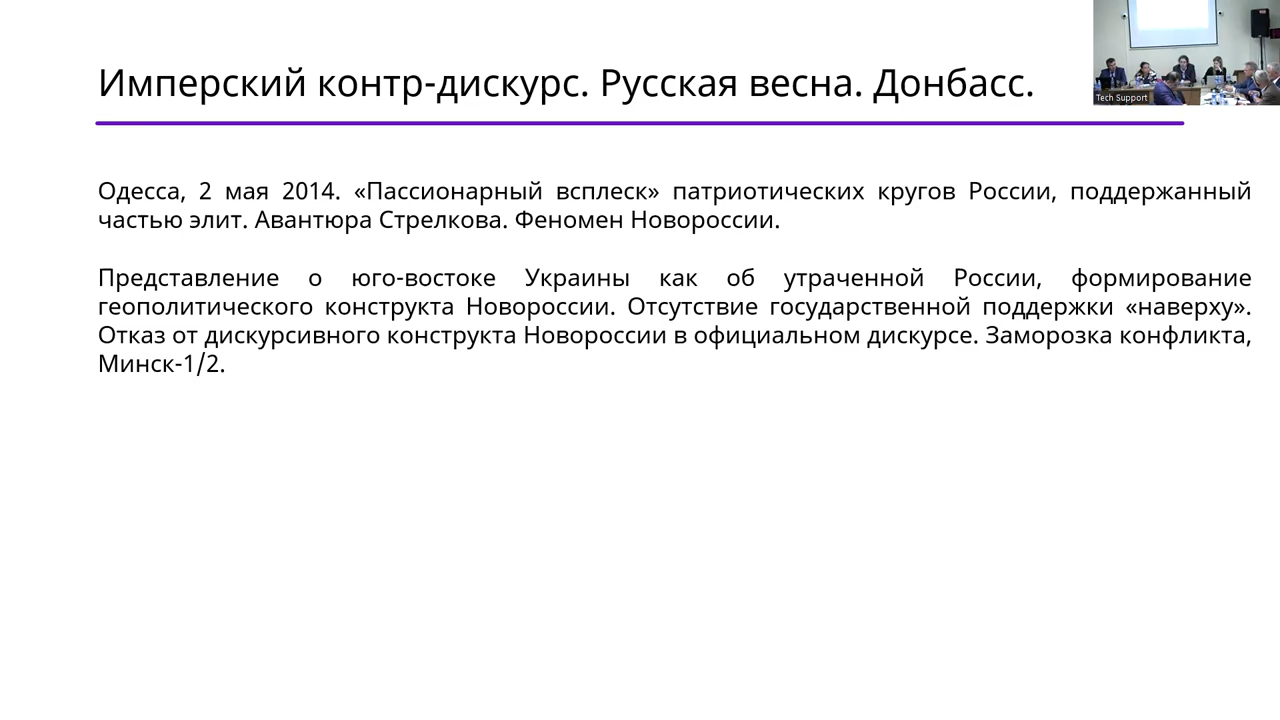 Имперский контр-дискурс. Русская весна. Донбасс.
Tech Support
Одесса, 2 мая 2014. «Пассионарный всплеск» патриотических кругов России, поддержанный
частью элит. Авантюра Стрелкова. Феномен Новороссии.
Представление о юго-востоке Украины как об утраченной России, формирование
геополитического конструкта Новороссии. Отсутствие государственной поддержки «наверху».
Отказ от дискурсивного конструкта Новороссии в официальном дискурсе. Заморозка конфликта,
Минск-1/2.